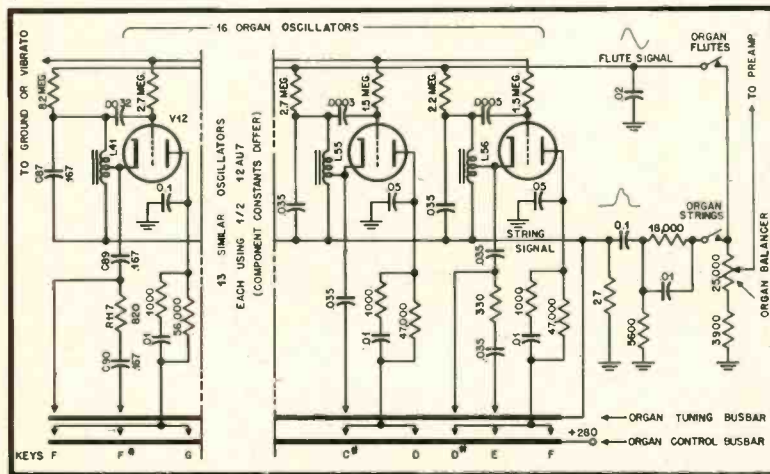 16 ORGAN OSCILLATORS
TO GROUND OR VIBRATO
8.2 MEG.
2.7 MEG.
.0032
V12
L41
C87
.167
0.1
C89
.167
R117
820
1000
56,000
C90
.167
.01
13 SIMILAR OSCILLATORS
EACH USING 1/2 12AU7
(COMPONENT CONSTANTS DIFFER)
2.7 MEG.
1.5 MEG.
.0003
L55
.035
.05
.035
1000
47,000
.01
2.2 MEG.
1.5 MEG.
.0005
L56
.035
.05
.035
330
.035
1000
47,000
.01
FLUTE SIGNAL
ORGAN FLUTES
TO PREAMP
.02
STRING SIGNAL
0.1
18,000
ORGAN STRINGS
.01
27
5600
25,000
3900
ORGAN BALANCER
ORGAN TUNING BUSBAR
+280
ORGAN CONTROL BUSBAR
KEYS F F# G C# D D# E F